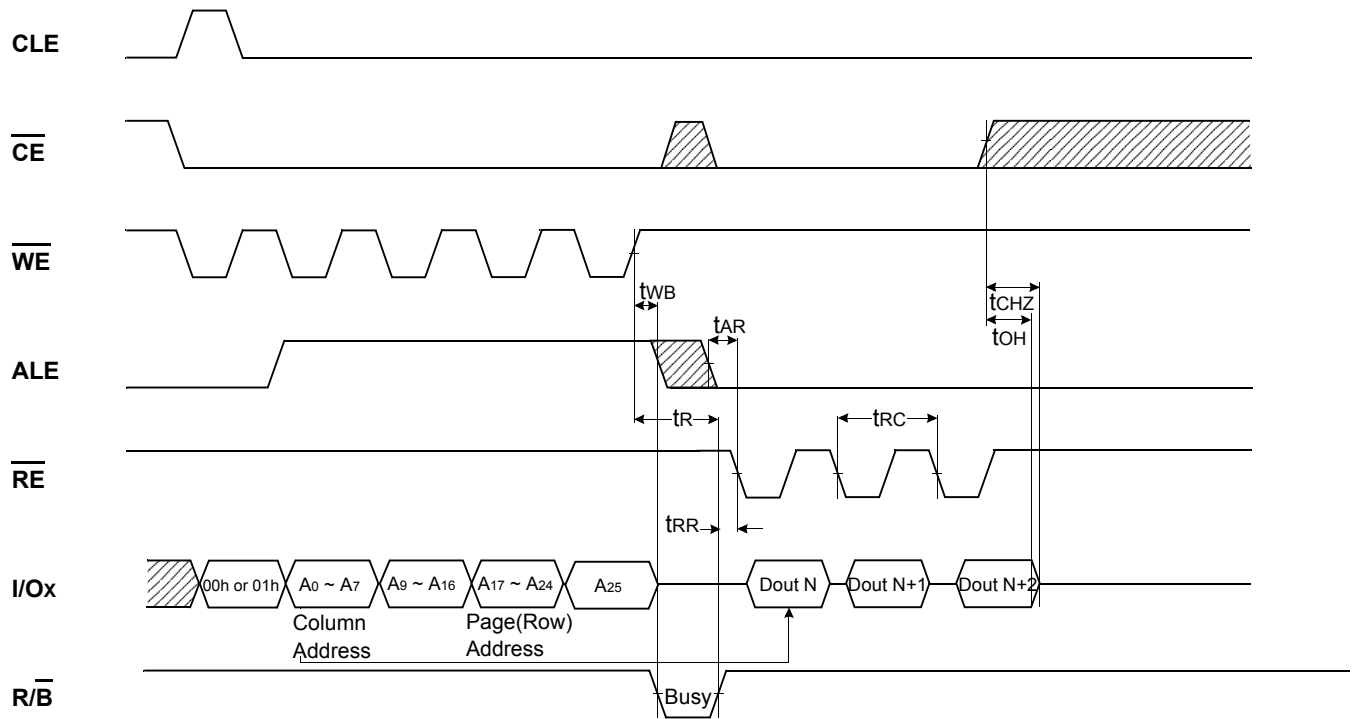 CLE
CE
WE
tWB
tCHZ
tAR
tOH
ALE
tR
tRC
RE
tRR
I/Ox
00h or 01h
A0 ~ A7
A9 ~ A16
A17 ~ A24
A25
Dout N
Dout N+1
Dout N+2
Column
Address
Page(Row)
Address
R/B
Busy